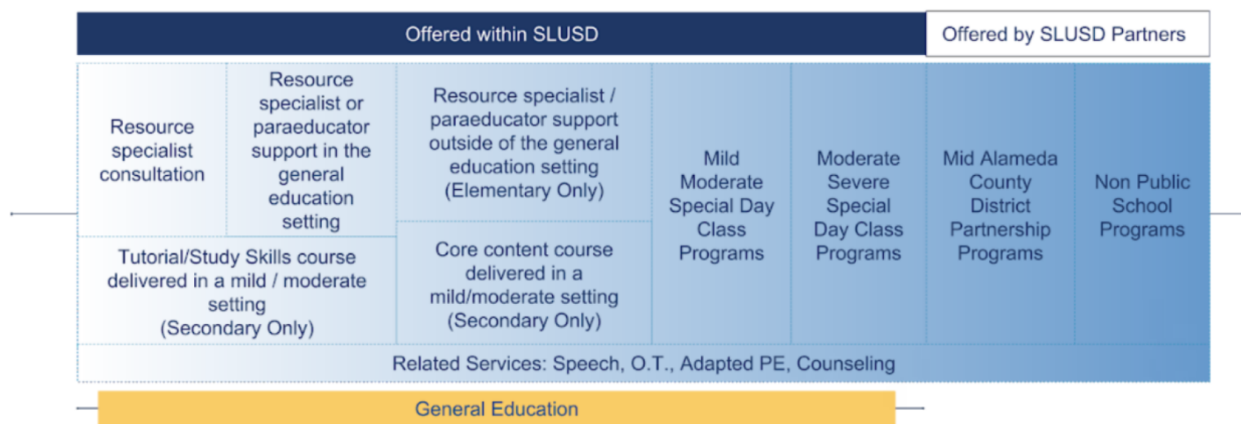 Offered within SLUSD
Offered by SLUSD Partners
Resource
specialist
consultation
Resource
specialist or
paraeducator
support in the
general
education
setting
Resource specialist /
paraeducator support
outside of the general
education setting
(Elementary Only)
Mild
Moderate
Special Day
Class
Programs
Moderate
Severe
Special
Day Class
Programs
Mid Alameda
County
District
Partnership
Programs
Non Public
School
Programs
Tutorial/Study Skills course
delivered in a mild / moderate
setting
(Secondary Only)
Core content course
delivered in a
mild/moderate setting
(Secondary Only)
Related Services: Speech, O.T., Adapted PE, Counseling
General Education